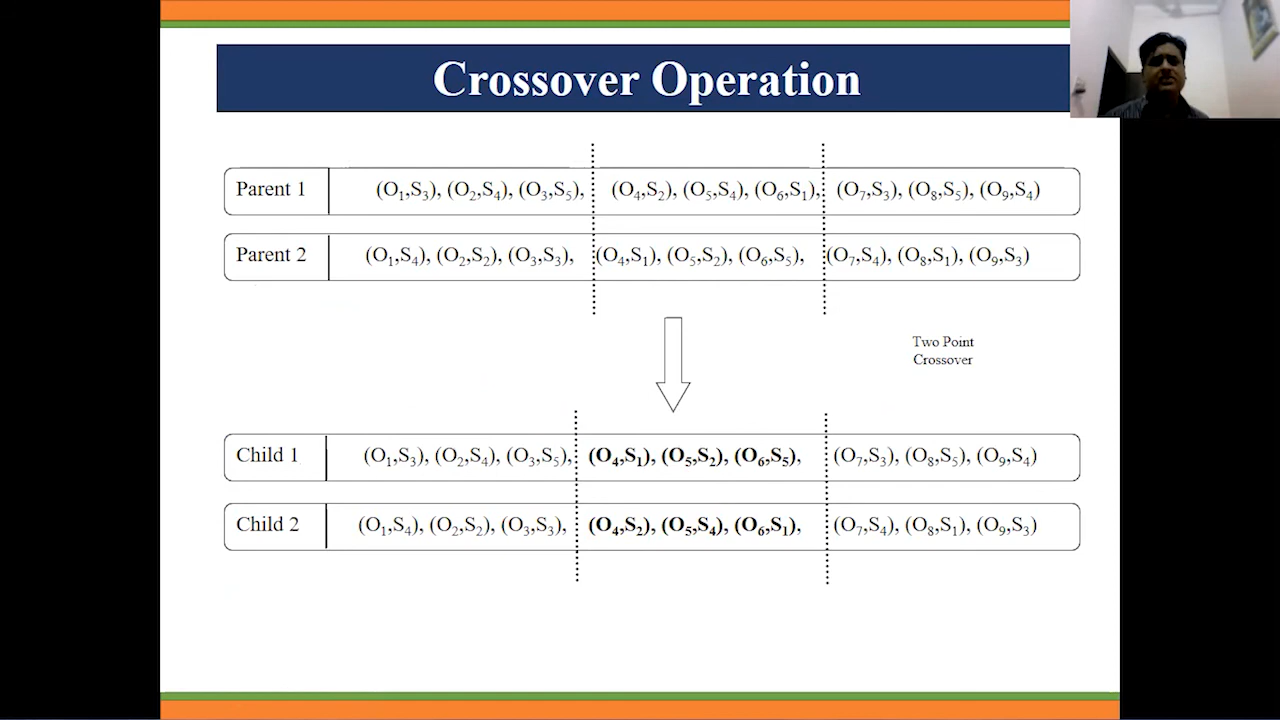 Crossover Operation
Parent 1 (O₁,S₃), (O₂,S₄), (O₃,S₅), (O₄,S₂), (O₅,S₄), (O₆,S₁), (O₇,S₃), (O₈,S₅), (O₉,S₄)
Parent 2 (O₁,S₄), (O₂,S₂), (O₃,S₃), (O₄,S₁), (O₅,S₂), (O₆,S₅), (O₇,S₄), (O₈,S₁), (O₉,S₃)
Two Point
Crossover
Child 1 (O₁,S₃), (O₂,S₄), (O₃,S₅), (O₄,S₁), (O₅,S₂), (O₆,S₅), (O₇,S₃), (O₈,S₅), (O₉,S₄)
Child 2 (O₁,S₄), (O₂,S₂), (O₃,S₃), (O₄,S₂), (O₅,S₄), (O₆,S₁), (O₇,S₄), (O₈,S₁), (O₉,S₃)